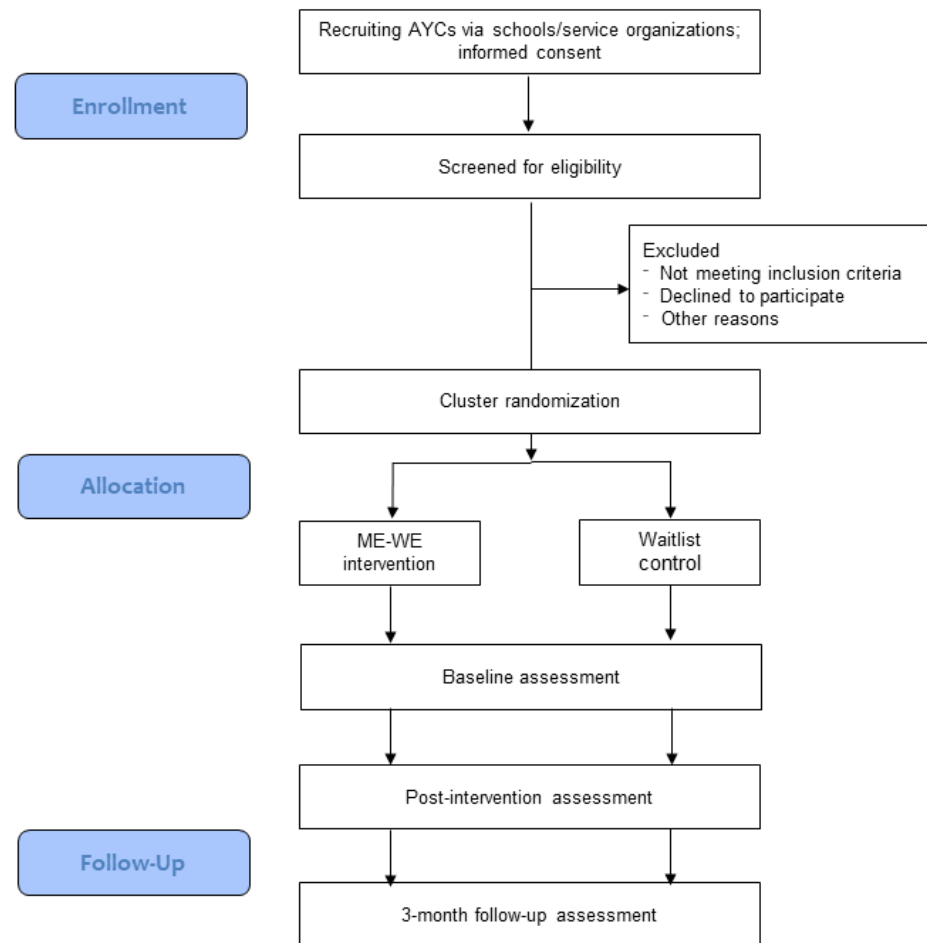 Recruiting AYCs via schools/service organizations;
informed consent
Enrollment
Screened for eligibility
Excluded
- Not meeting inclusion criteria
- Declined to participate
- Other reasons
Cluster randomization
Allocation
ME-WE
intervention
Waitlist
control
Baseline assessment
Post-intervention assessment
Follow-Up
3-month follow-up assessment